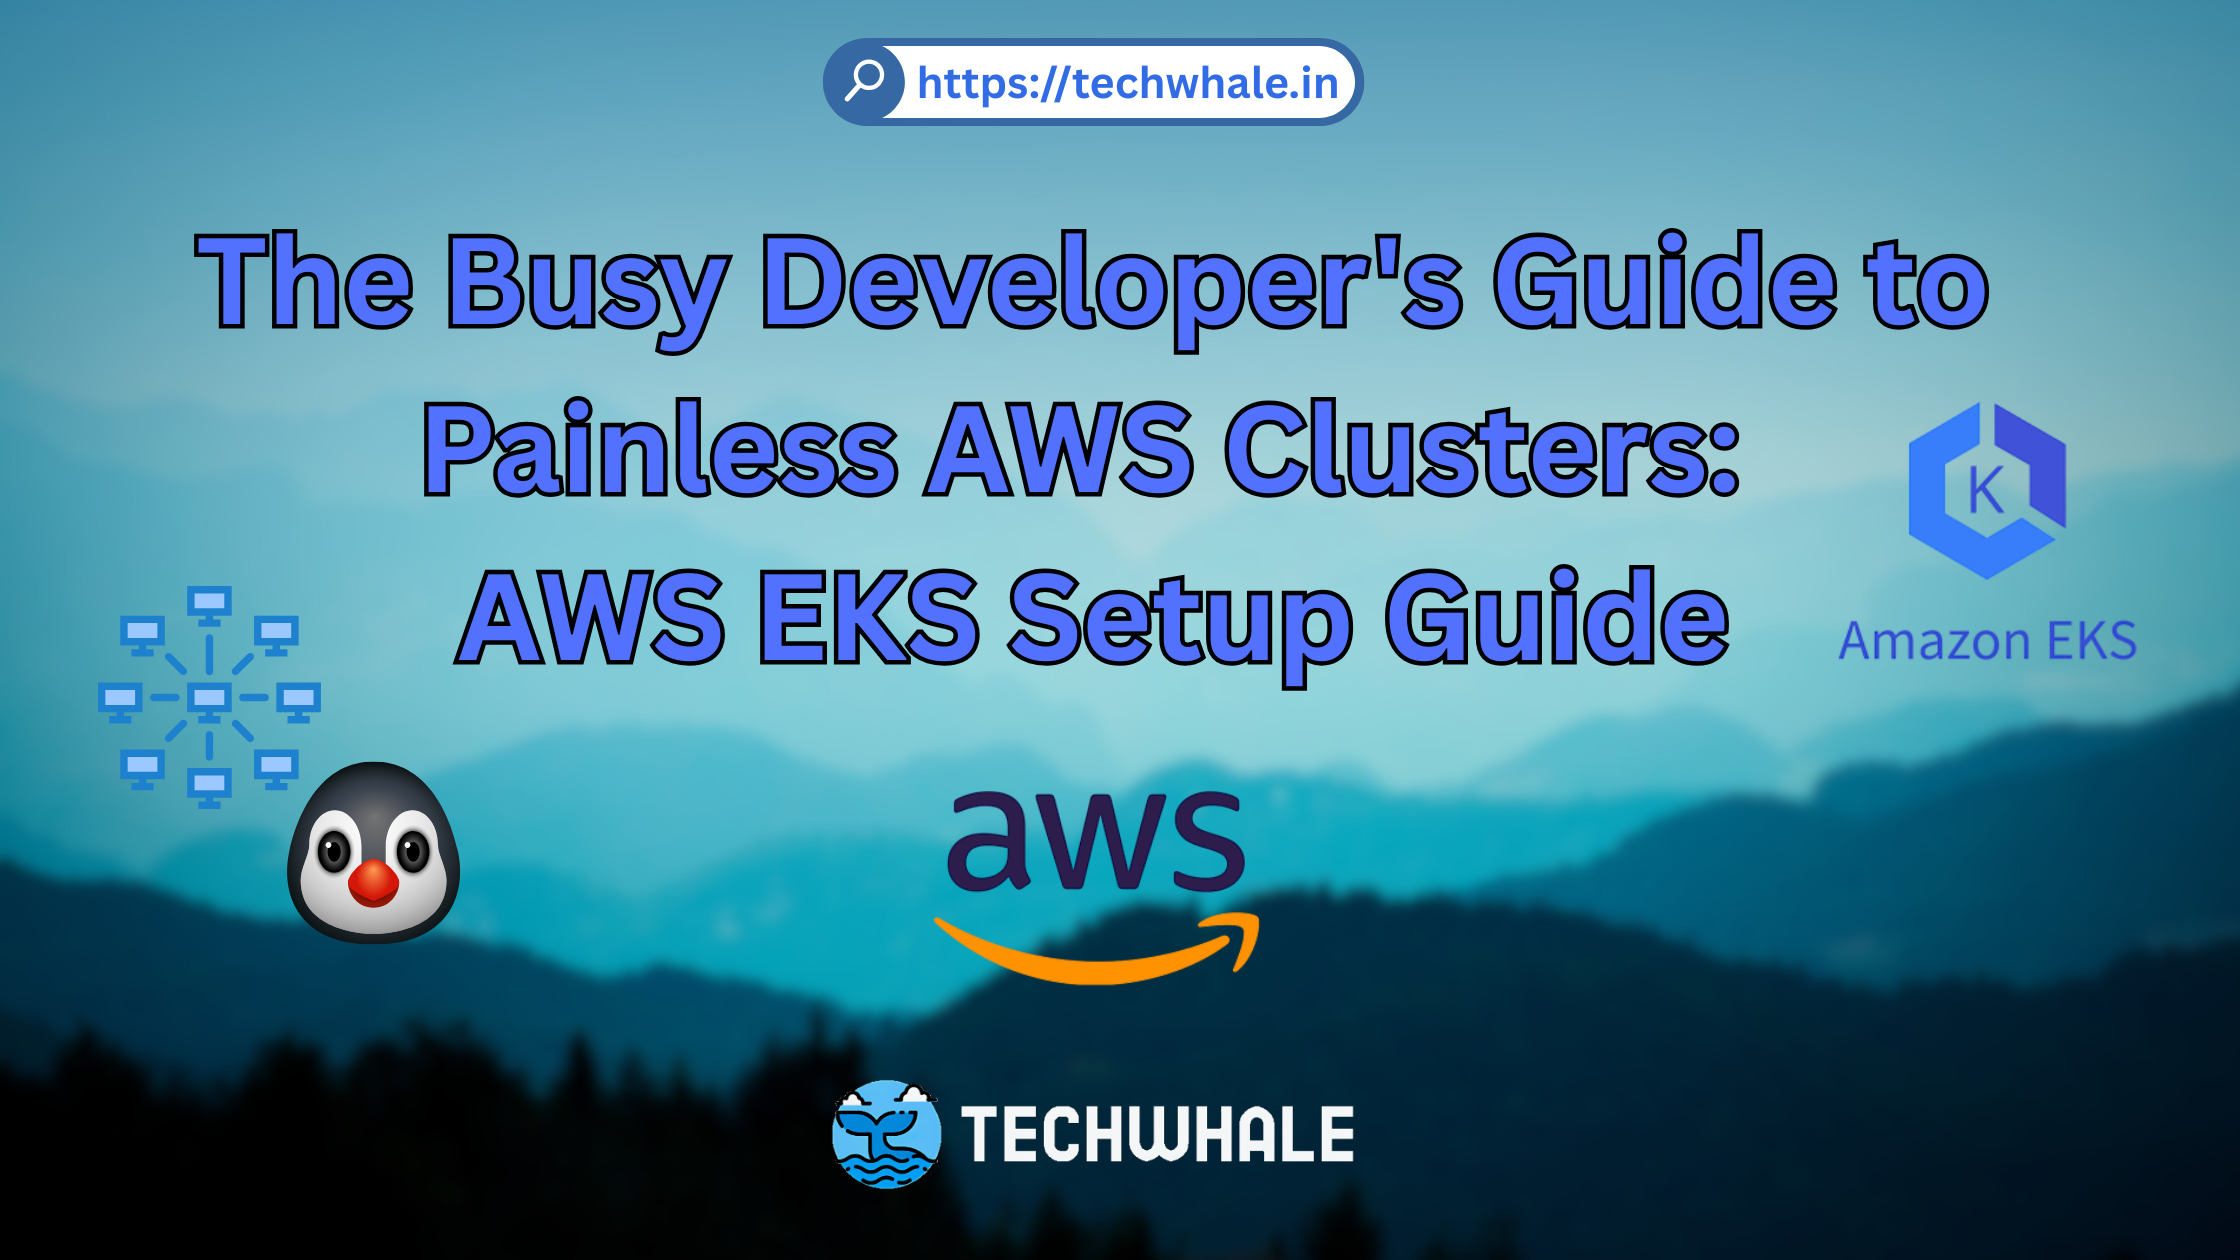 https://techwhale.in
The Busy Developer's Guide to
Painless AWS Clusters:
AWS EKS Setup Guide
K
Amazon EKS
aws
TECHWHALE